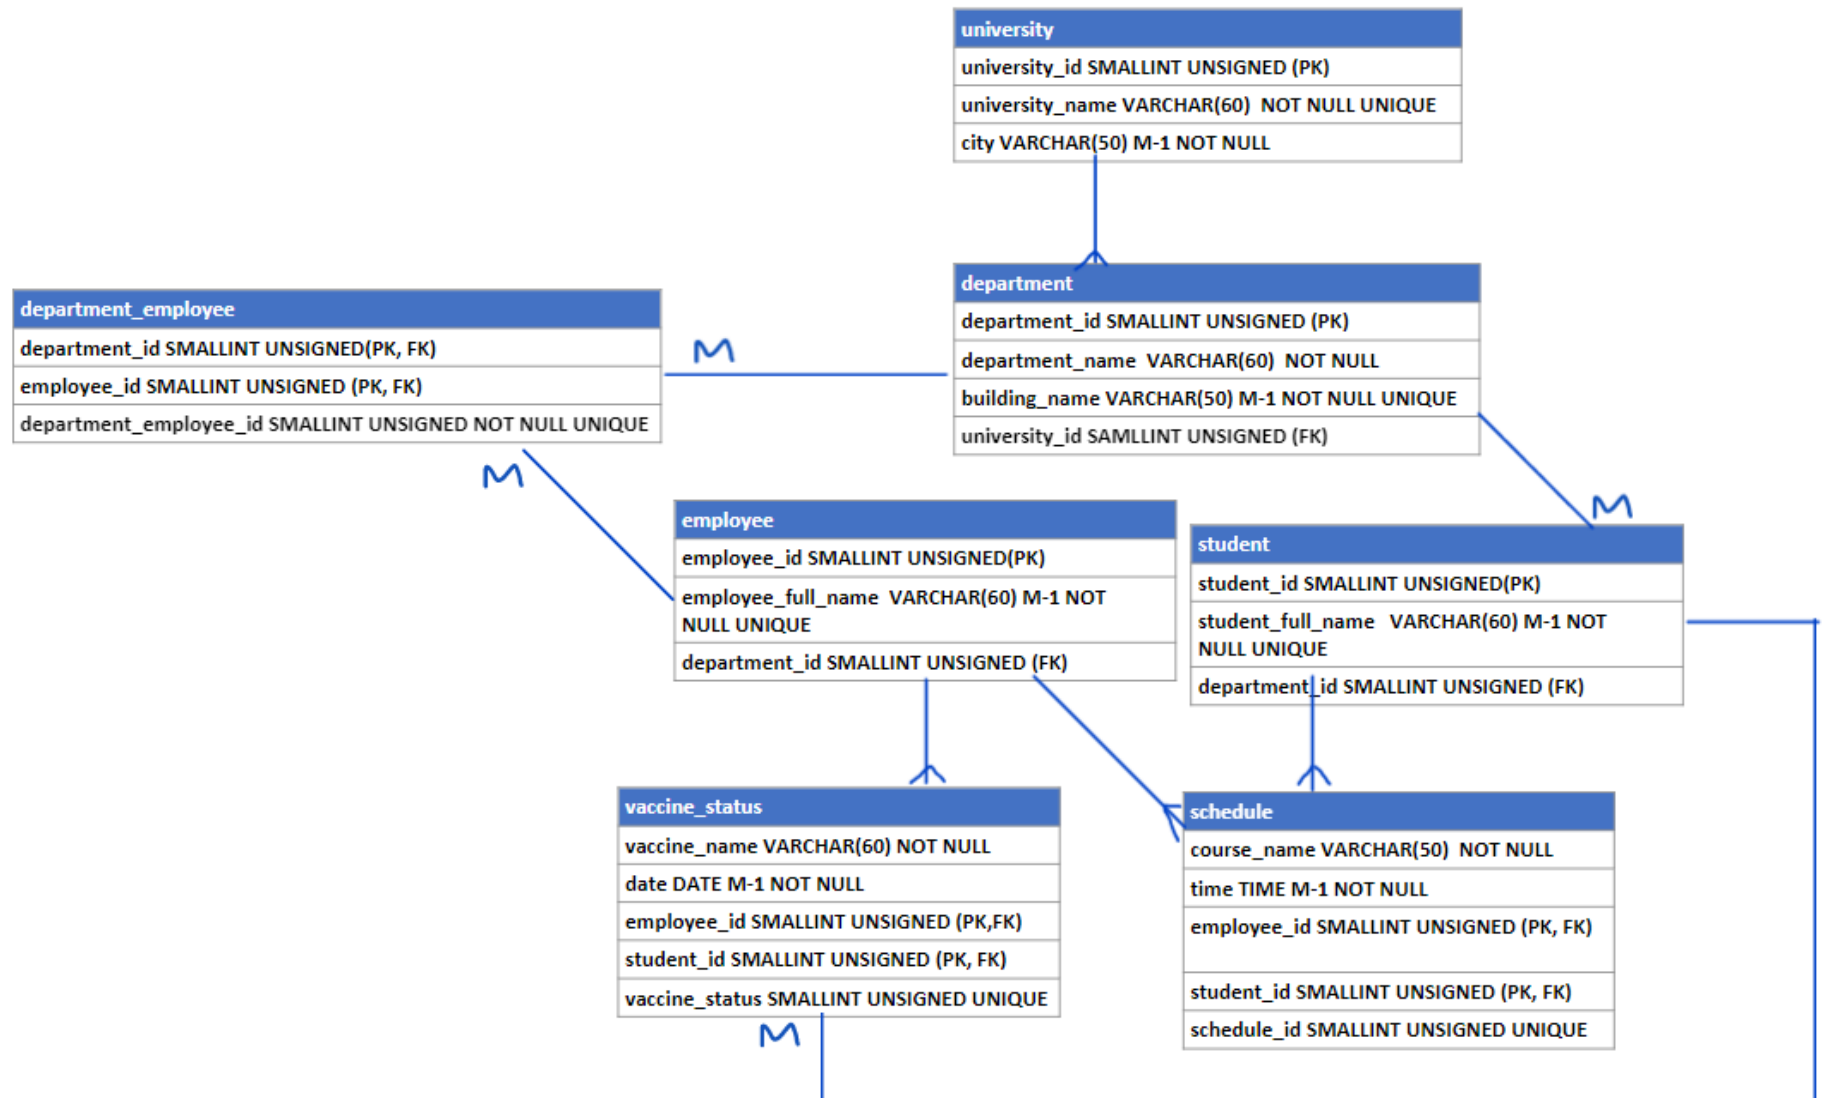 university
university_id SMALLINT UNSIGNED (PK)
university_name VARCHAR(60) NOT NULL UNIQUE
city VARCHAR(50) M-1 NOT NULL
department
department_id SMALLINT UNSIGNED (PK)
department_name VARCHAR(60) NOT NULL
building_name VARCHAR(50) M-1 NOT NULL UNIQUE
university_id SAMLLINT UNSIGNED (FK)
department_employee
department_id SMALLINT UNSIGNED(PK, FK)
employee_id SMALLINT UNSIGNED (PK, FK)
department_employee_id SMALLINT UNSIGNED NOT NULL UNIQUE
M
M
M
employee
employee_id SMALLINT UNSIGNED(PK)
employee_full_name VARCHAR(60) M-1 NOT
NULL UNIQUE
department_id SMALLINT UNSIGNED (FK)
student
student_id SMALLINT UNSIGNED(PK)
student_full_name VARCHAR(60) M-1 NOT
NULL UNIQUE
department_id SMALLINT UNSIGNED (FK)
vaccine_status
vaccine_name VARCHAR(60) NOT NULL
date DATE M-1 NOT NULL
employee_id SMALLINT UNSIGNED (PK,FK)
student_id SMALLINT UNSIGNED (PK, FK)
vaccine_status SMALLINT UNSIGNED UNIQUE
M
schedule
course_name VARCHAR(50) NOT NULL
time TIME M-1 NOT NULL
employee_id SMALLINT UNSIGNED (PK, FK)
student_id SMALLINT UNSIGNED (PK, FK)
schedule_id SMALLINT UNSIGNED UNIQUE